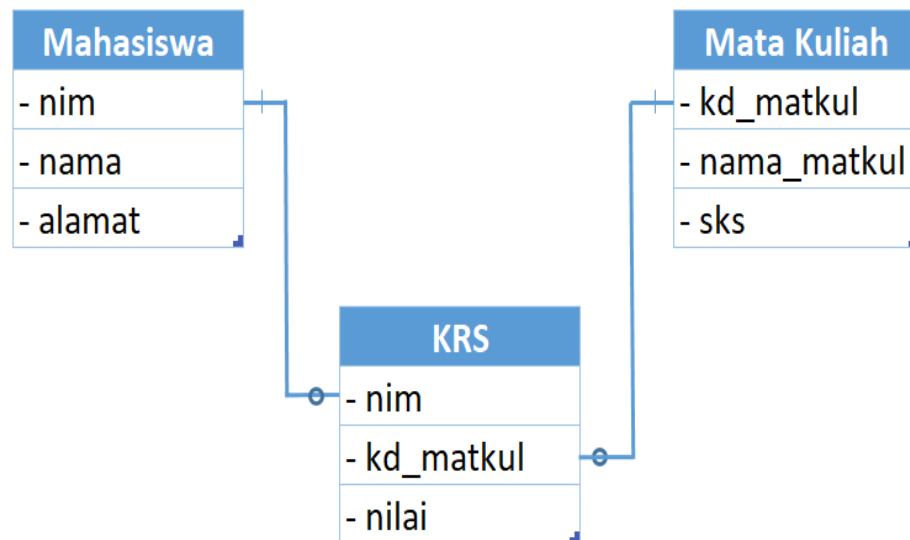 Mahasiswa
- nim
- nama
- alamat
Mata Kuliah
- kd_matkul
- nama_matkul
- sks
KRS
- nim
- kd_matkul
- nilai